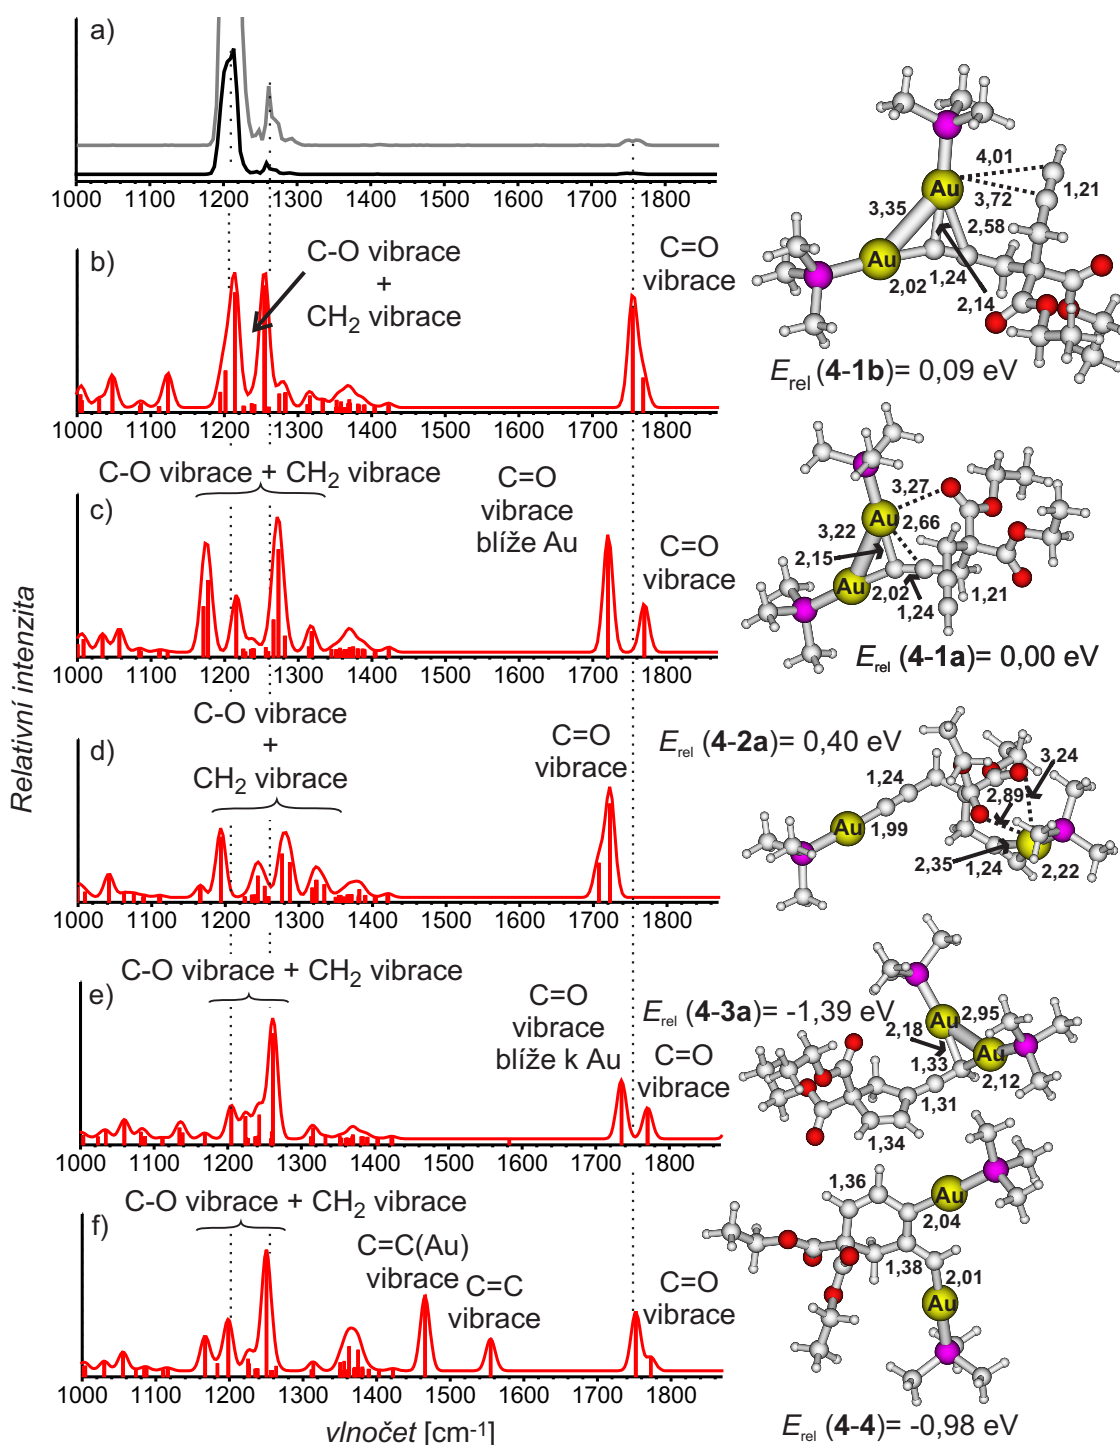 a)
1000 1100 1200 1300 1400 1500 1600 1700 1800
4,01
Au
1,21
3,72
3,35
2,58
Au
2,02
1,24
2,14
E_rel (4-1b)= 0,09 eV
b)
C-O vibrace
+
CH₂ vibrace
C=O
vibrace
1000 1100 1200 1300 1400 1500 1600 1700 1800
C-O vibrace + CH₂ vibrace
c)
C=O
vibrace
blíže Au
C=O
vibrace
1000 1100 1200 1300 1400 1500 1600 1700 1800
3,27
Au
3,22
2,66
2,15
Au
2,02
1,24
1,21
E_rel (4-1a)= 0,00 eV
Relativní intenzita
d)
C-O vibrace
+
CH₂ vibrace
C=O
vibrace
1000 1100 1200 1300 1400 1500 1600 1700 1800
E_rel (4-2a)= 0,40 eV
3,24
1,24
2,89
Au
1,99
2,35
1,24
2,22
e)
C-O vibrace + CH₂ vibrace
C=O
vibrace
blíže k Au
C=O
vibrace
1000 1100 1200 1300 1400 1500 1600 1700 1800
E_rel (4-3a)= -1,39 eV
Au
2,95
2,18
Au
1,33
2,12
1,31
1,34
f)
C-O vibrace + CH₂ vibrace
C=C(Au)
vibrace
C=C
vibrace
C=O
vibrace
1000 1100 1200 1300 1400 1500 1600 1700 1800
vlnočet [cm⁻¹]
1,36
Au
2,04
1,38
2,01
Au
E_rel (4-4)= -0,98 eV